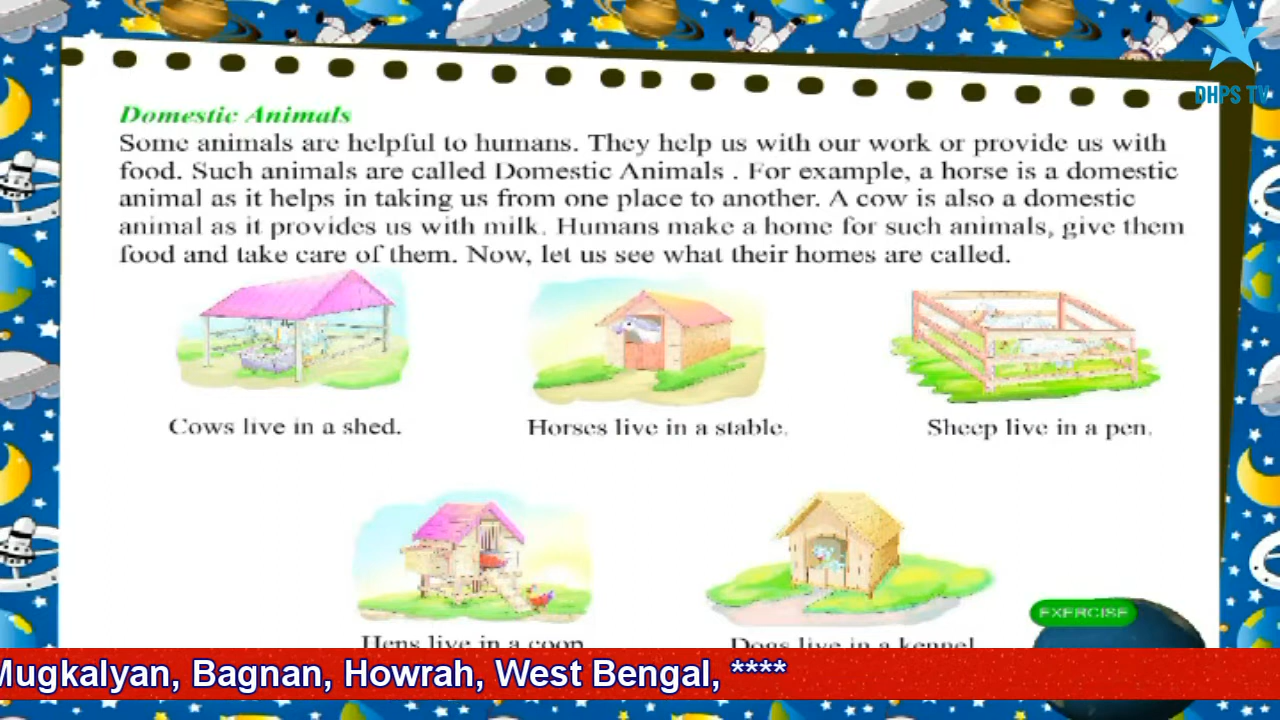 DHPS TV
Domestic Animals
Some animals are helpful to humans. They help us with our work or provide us with
food. Such animals are called Domestic Animals . For example, a horse is a domestic
animal as it helps in taking us from one place to another. A cow is also a domestic
animal as it provides us with milk. Humans make a home for such animals, give them
food and take care of them. Now, let us see what their homes are called.
Cows live in a shed.
Horses live in a stable.
Sheep live in a pen.
Hens live in a coop
Dogs live in a kennel
EXERCISE
Mugkalyan, Bagnan, Howrah, West Bengal, ****